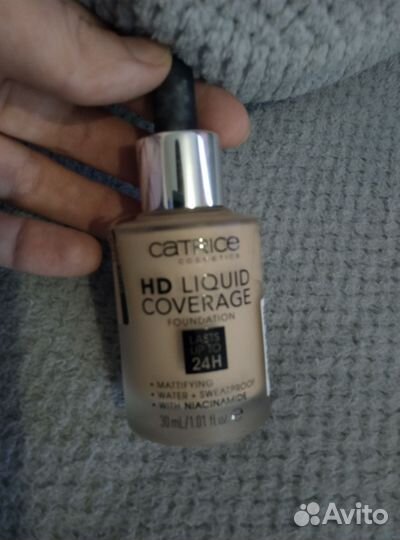 CATRICE
COSMETICS
HD LIQUID
COVERAGE
FOUNDATION
LASTS
UP TO
24H
• MATTIFYING
• WATER + SWEATPROOF
• WITH NIACINAMIDE
30 mL/1.01 fl oz e
Avito